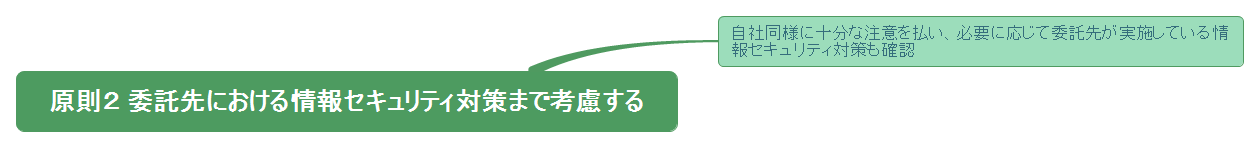 自社同様に十分な注意を払い、必要に応じて委託先が実施している情
報セキュリティ対策も確認
原則２ 委託先における情報セキュリティ対策まで考慮する